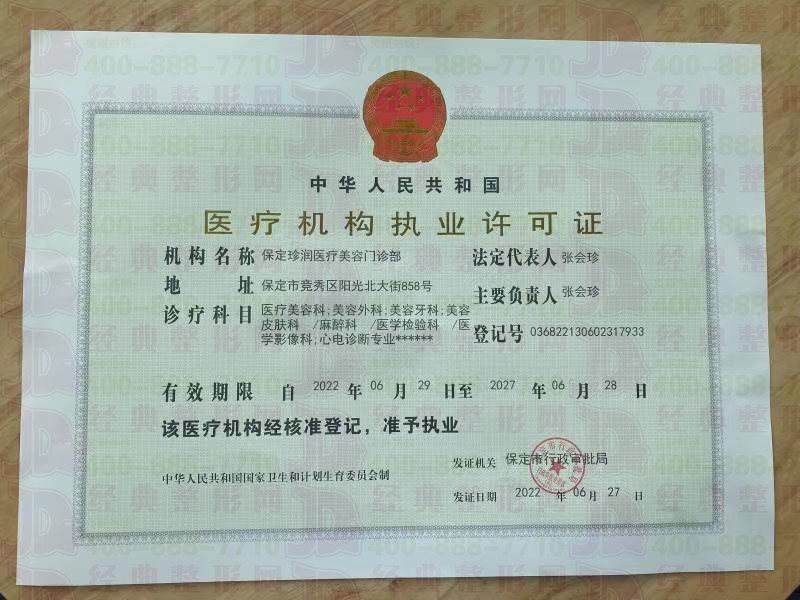 中华人民共和国
医疗机构执业许可证
机构名称 保定珍润医疗美容门诊部
法定代表人 张会珍
地 址 保定市竞秀区阳光北大街858号
主要负责人 张会珍
诊疗科目 医疗美容科;美容外科;美容牙科;美容
皮肤科 /麻醉科 /医学检验科 /医
学影像科;心电诊断专业******
登记号 036822130602317933
有效期限 自 2022 年 06 月 29 日至 2027 年 06 月 28 日
该医疗机构经核准登记，准予执业
中华人民共和国国家卫生和计划生育委员会制
发证机关 保定市行政审批局
发证日期 2022 年 06 月 27 日
经典整形网
400-888-7710